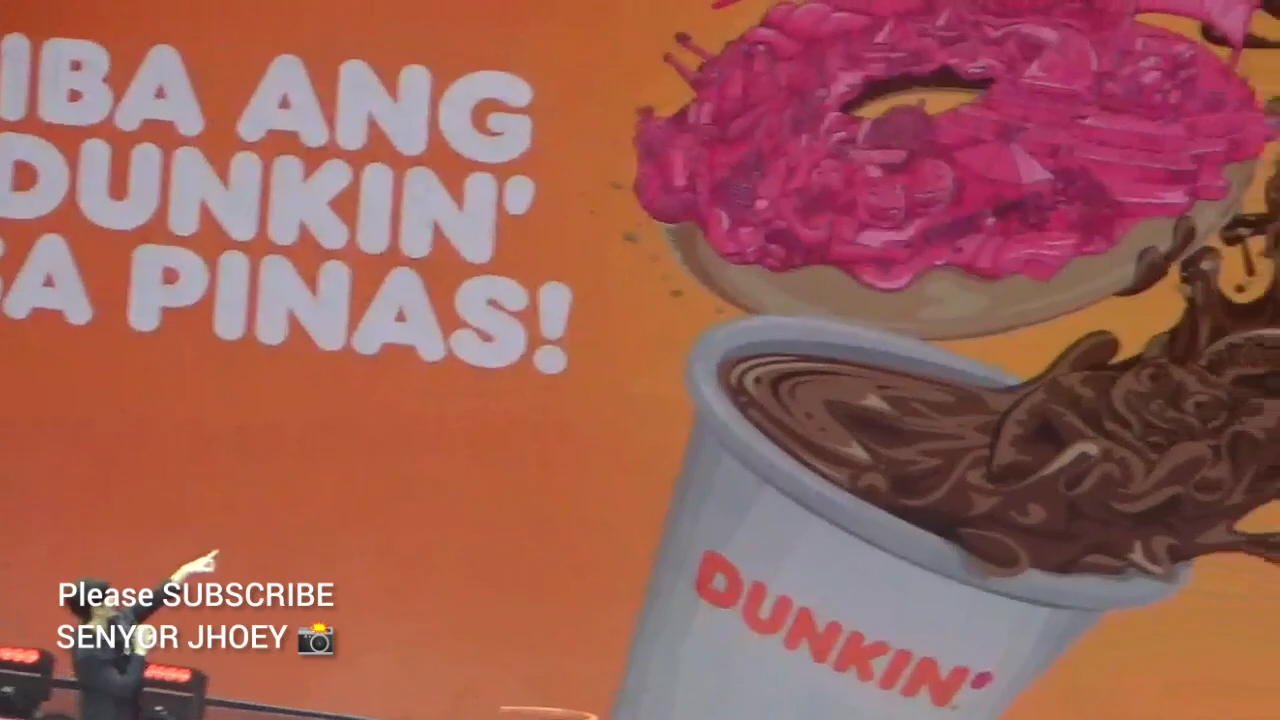 IBA ANG
DUNKIN'
SA PINAS!
DUNKIN'
Please SUBSCRIBE
SENYOR JHOEY